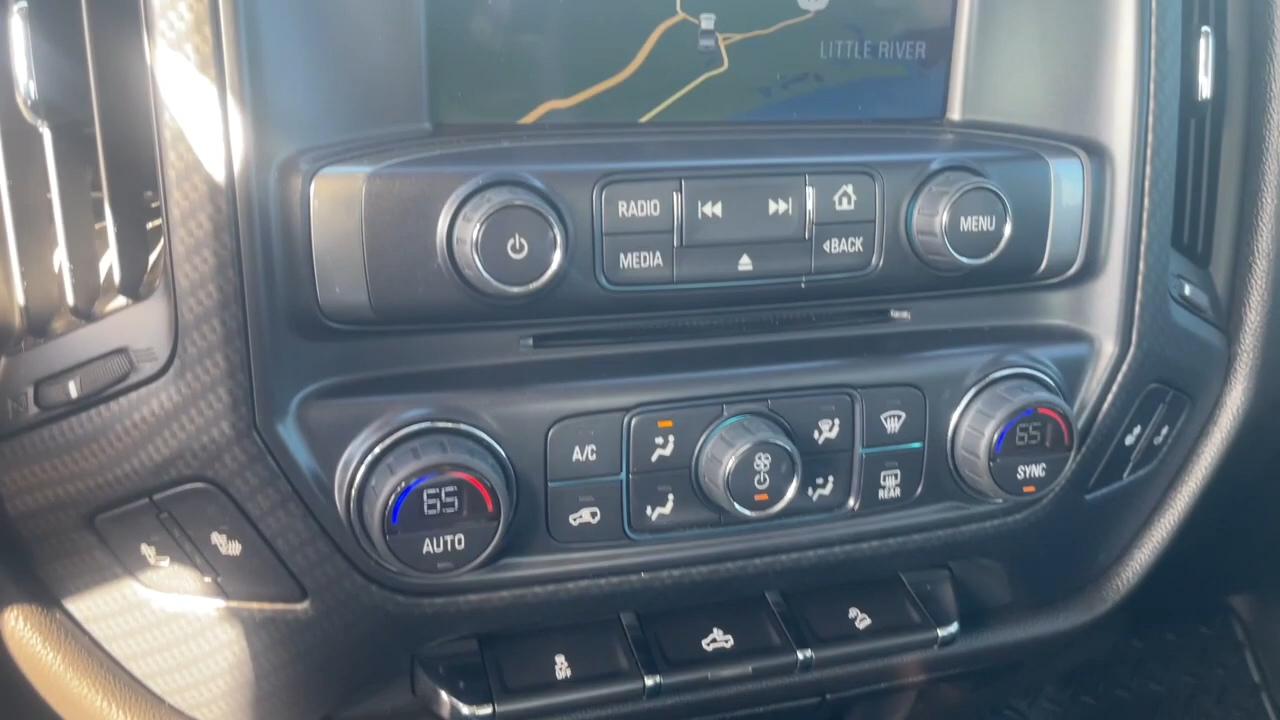 LITTLE RIVER
RADIO
MEDIA
BACK
MENU
A/C
65
AUTO
REAR
65
SYNC
OFF